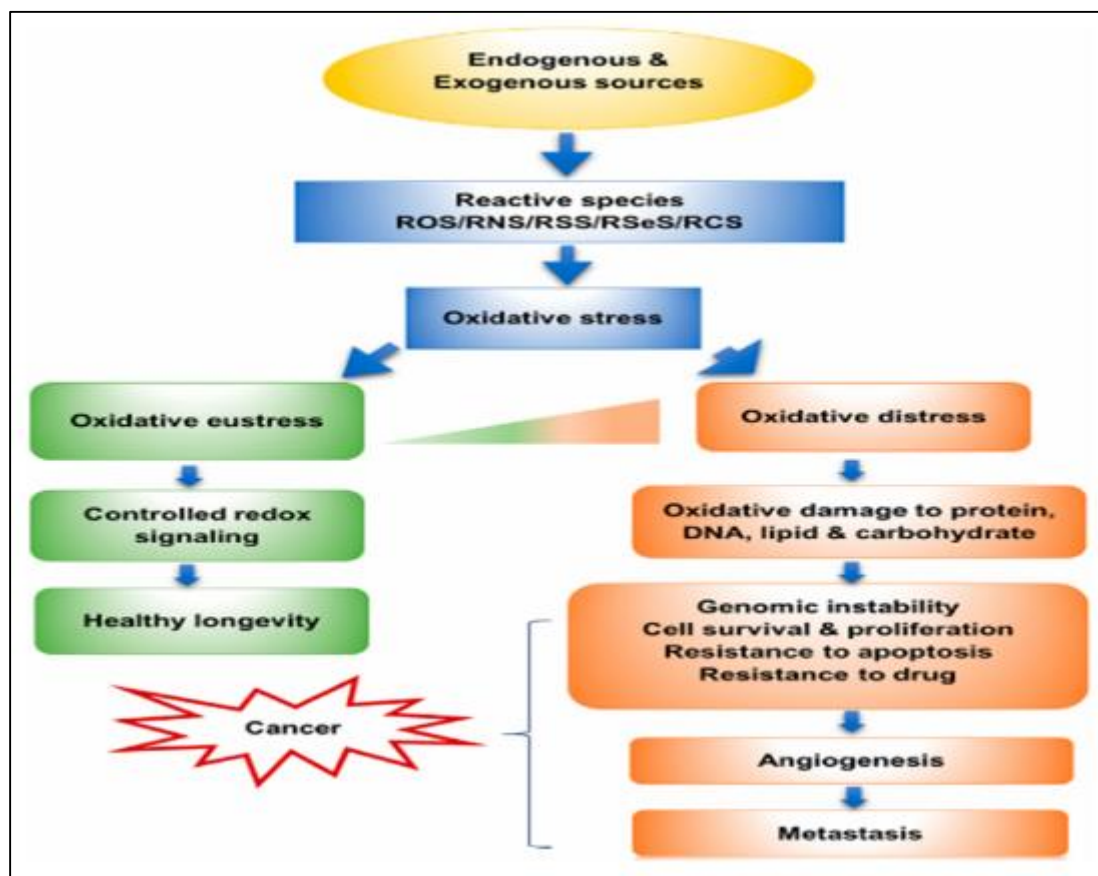 Endogenous &
Exogenous sources
Reactive species
ROS/RNS/RSS/RSeS/RCS
Oxidative stress
Oxidative eustress
Controlled redox
signaling
Healthy longevity
Oxidative distress
Oxidative damage to protein,
DNA, lipid & carbohydrate
Genomic instability
Cell survival & proliferation
Resistance to apoptosis
Resistance to drug
Angiogenesis
Metastasis
Cancer